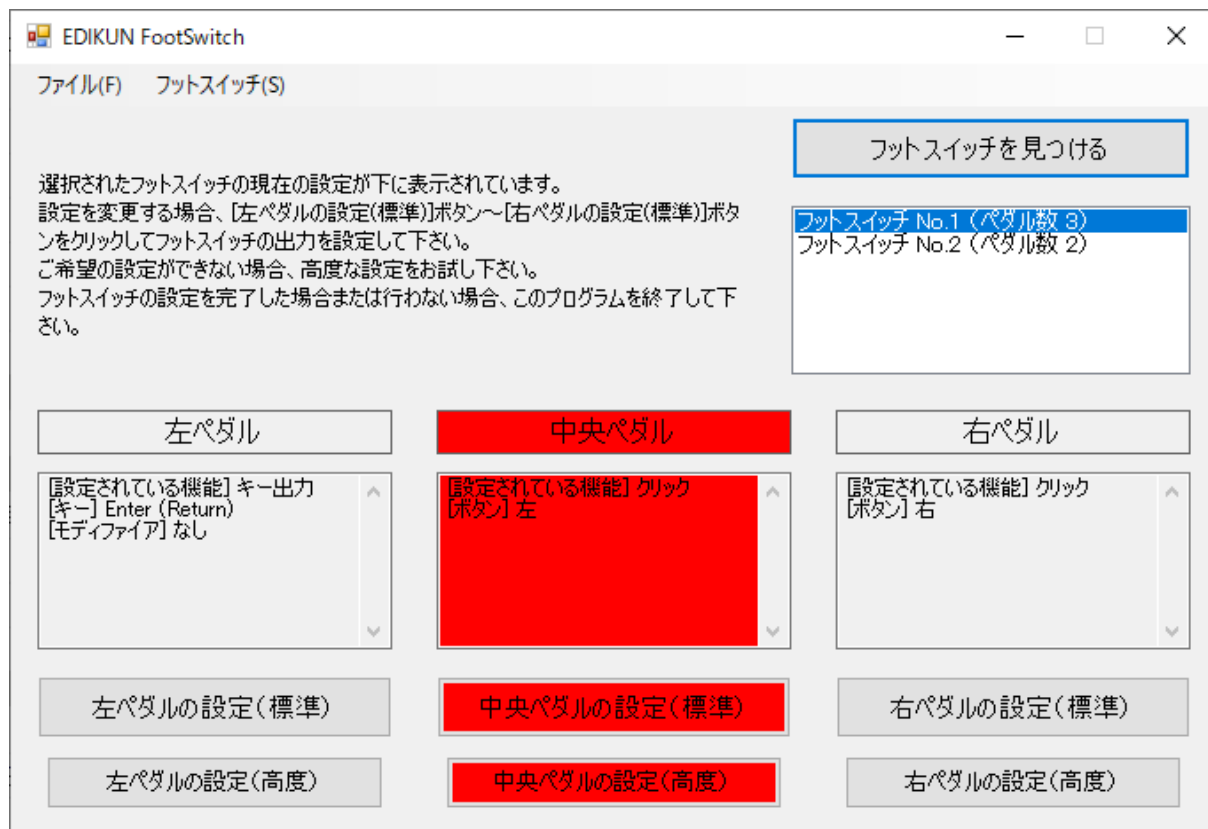 EDIKUN FootSwitch
ファイル(F) フットスイッチ(S)
フットスイッチを見つける
選択されたフットスイッチの現在の設定が下に表示されています。
設定を変更する場合、[左ペダルの設定(標準)]ボタン～[右ペダルの設定(標準)]ボタ
ンをクリックしてフットスイッチの出力を設定して下さい。
ご希望の設定ができない場合、高度な設定をお試し下さい。
フットスイッチの設定を完了した場合または行わない場合、このプログラムを終了して下
さい。
フットスイッチ No.1 (ペダル数 3)
フットスイッチ No.2 (ペダル数 2)
左ペダル
[設定されている機能] キー出力
[キー] Enter (Return)
[モディファイア] なし
左ペダルの設定(標準)
左ペダルの設定(高度)
中央ペダル
[設定されている機能] クリック
[ボタン] 左
中央ペダルの設定(標準)
中央ペダルの設定(高度)
右ペダル
[設定されている機能] クリック
[ボタン] 右
右ペダルの設定(標準)
右ペダルの設定(高度)